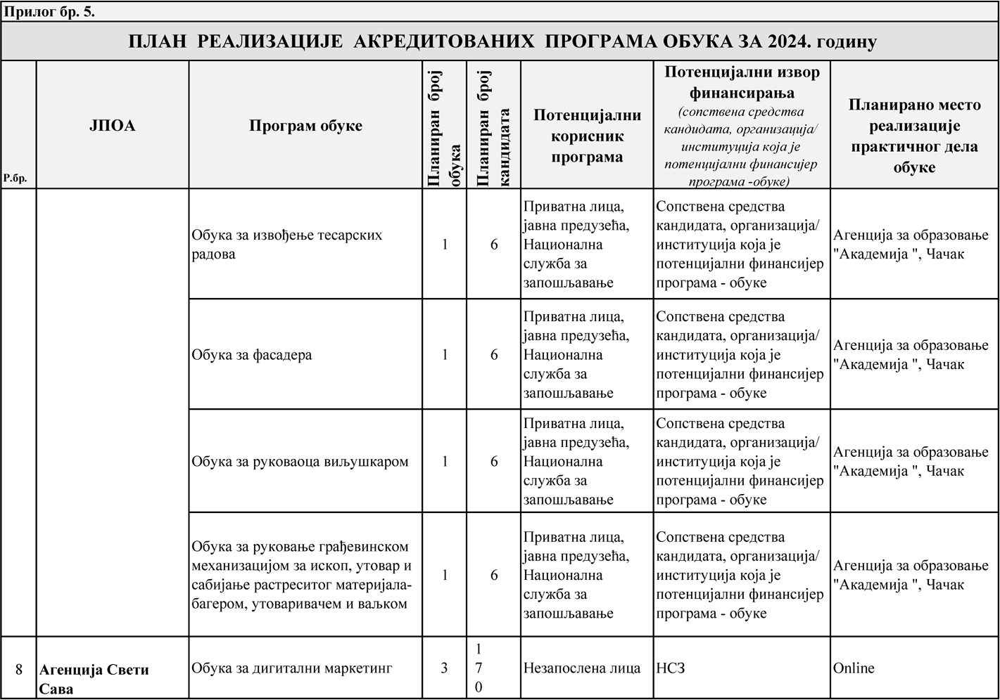 Прилог бр. 5.
ПЛАН РЕАЛИЗАЦИЈЕ АКРЕДИТОВАНИХ ПРОГРАМА ОБУКА ЗА 2024. годину
Р.бр.
ЈПОА
Програм обуке
Планиран број
обука
Планиран број
кандидата
Потенцијални
корисник
програма
Потенцијални извор
финансирања
(сопствена средства
кандидата, организација/
институција која је
потенцијални финансијер
програма -обуке)
Планирано место
реализације
практичног дела
обуке
Обука за извођење тесарских
радова
1
6
Приватна лица,
јавна предузећа,
Национална
служба за
запошљавање
Сопствена средства
кандидата, организација/
институција која је
потенцијални финансијер
програма - обуке
Агенција за образовање
"Академија ", Чачак
Обука за фасадера
1
6
Приватна лица,
јавна предузећа,
Национална
служба за
запошљавање
Сопствена средства
кандидата, организација/
институција која је
потенцијални финансијер
програма - обуке
Агенција за образовање
"Академија ", Чачак
Обука за руковаоца виљушкаром
1
6
Приватна лица,
јавна предузећа,
Национална
служба за
запошљавање
Сопствена средства
кандидата, организација/
институција која је
потенцијални финансијер
програма - обуке
Агенција за образовање
"Академија ", Чачак
Обука за руковање грађевинском
механизацијом за ископ, утовар и
сабијање растреситог материјала-
багером, утоваривачем и ваљком
1
6
Приватна лица,
јавна предузећа,
Национална
служба за
запошљавање
Сопствена средства
кандидата, организација/
институција која је
потенцијални финансијер
програма - обуке
Агенција за образовање
"Академија ", Чачак
8
Агенција Свети
Сава
Обука за дигитални маркетинг
3
1
7
0
Незапослена лица
НСЗ
Online